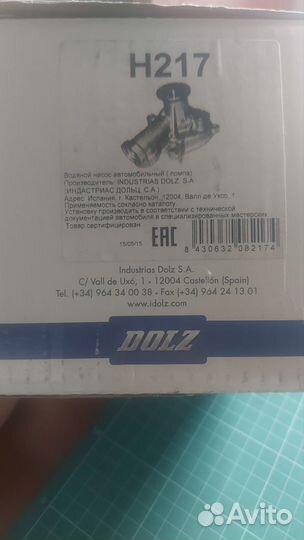 H217
Водяной насос автомобильный ( помпа)
Производитель: INDUSTRIAS DOLZ, S.A
(ИНДАСТРИАС ДОЛЬЦ, С.А.)
Адрес: Испания, г. Кастельон, 12004, Валл де Уксо, 1
Применяемость согласно каталогу
Установку производить в соответствии с технической
документацией автомобиля в специализированных мастерских
Товар сертифицирован
15/05/15
EAC
8 430632 082174
Industrias Dolz S.A.
C/ Vall de Uxó, 1 - 12004 Castellón (Spain)
Tel. (+34) 964 34 00 38 - Fax (+34) 964 24 13 01
www.idolz.com
DOLZ
Avito